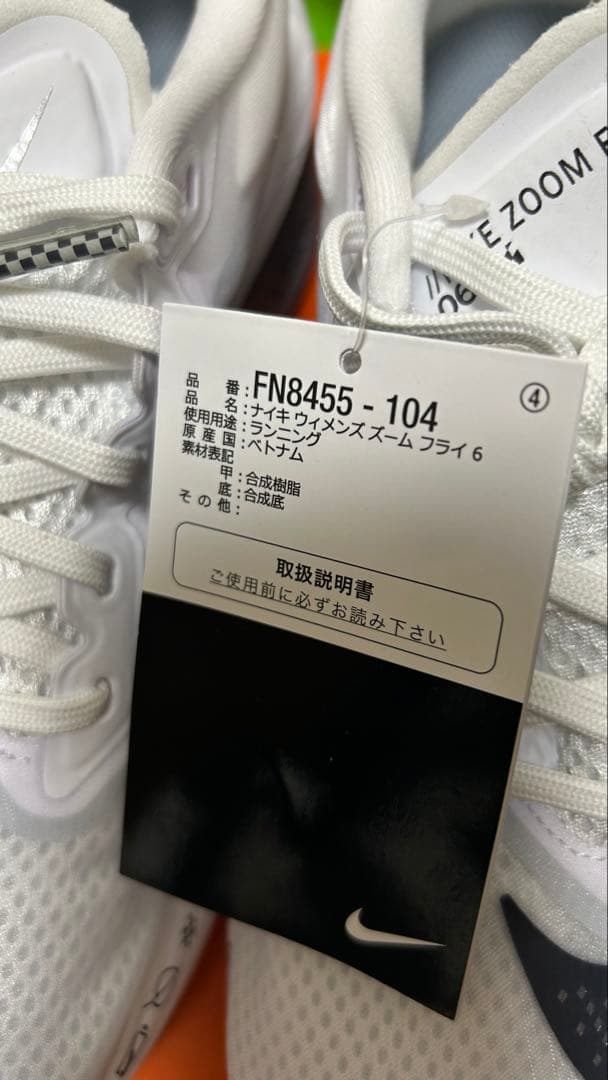 E ZOOM F
06
④
品番:FN8455 - 104
品名:ナイキ ウィメンズ ズーム フライ 6
使用用途:ランニング
原産国:ベトナム
素材表記
甲:合成樹脂
底:合成底
その他:
取扱説明書
ご使用前に必ずお読み下さい